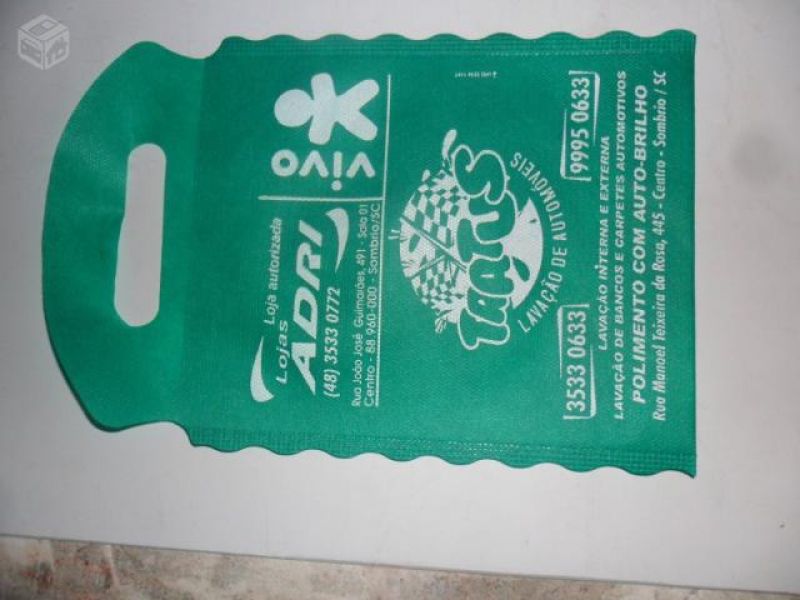 Loja autorizada
Lojas
ADRI
(48) 3533 0772
vivo
Rua João José Guimarães, 491 - Sala 01
Centro - 88 960-000 - Sombrio/SC
TRATUS
LAVAÇÃO DE AUTOMÓVEIS
3533 0633
9995 0633
LAVAÇÃO INTERNA E EXTERNA
LAVAÇÃO DE BANCOS E CARPETES AUTOMOTIVOS
POLIMENTO COM AUTO-BRILHO
Rua Manoel Teixeira da Rosa, 445 - Centro - Sombrio / SC